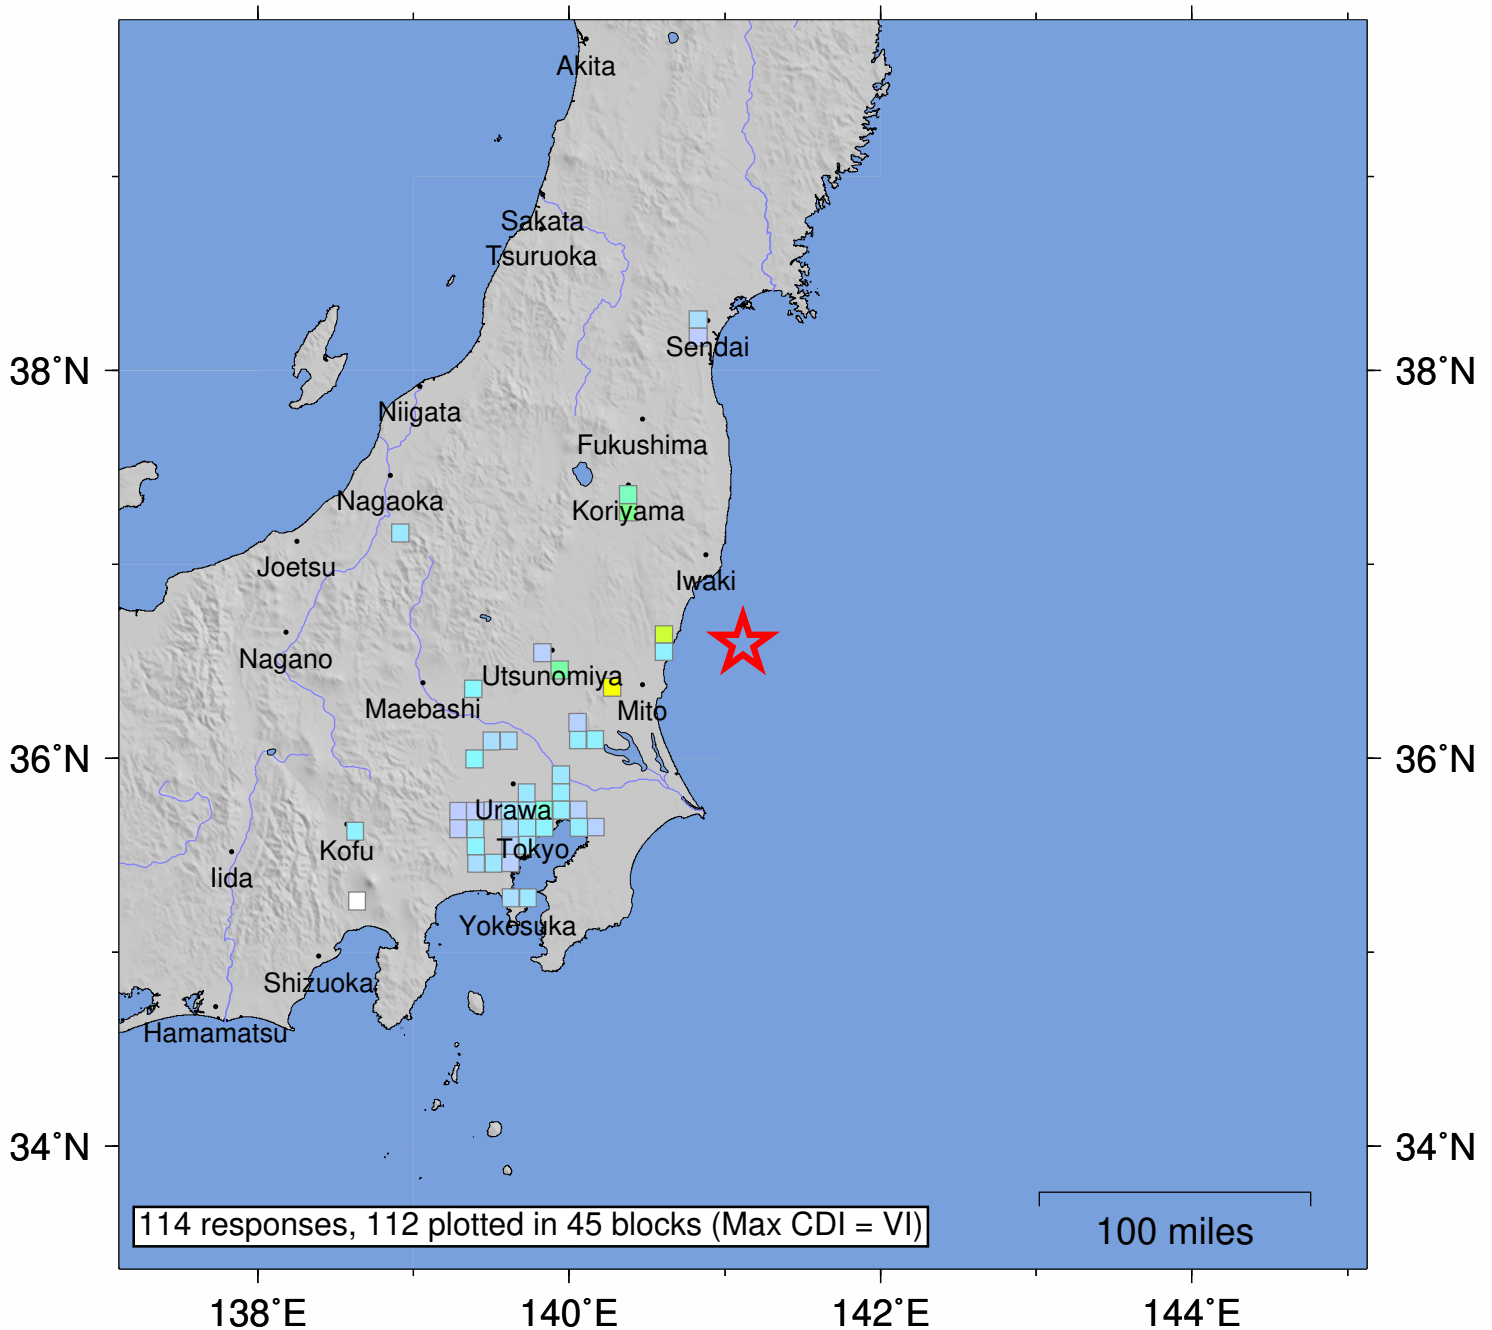 Akita
Sakata
Tsuruoka
Sendai
38°N
38°N
Niigata
Fukushima
Nagaoka
Koriyama
Joetsu
Iwaki
Nagano
Utsunomiya
Maebashi
Mito
36°N
36°N
Urawa
Kofu
Tokyo
Iida
Yokosuka
Shizuoka
Hamamatsu
34°N
34°N
114 responses, 112 plotted in 45 blocks (Max CDI = VI)
100 miles
138°E
140°E
142°E
144°E